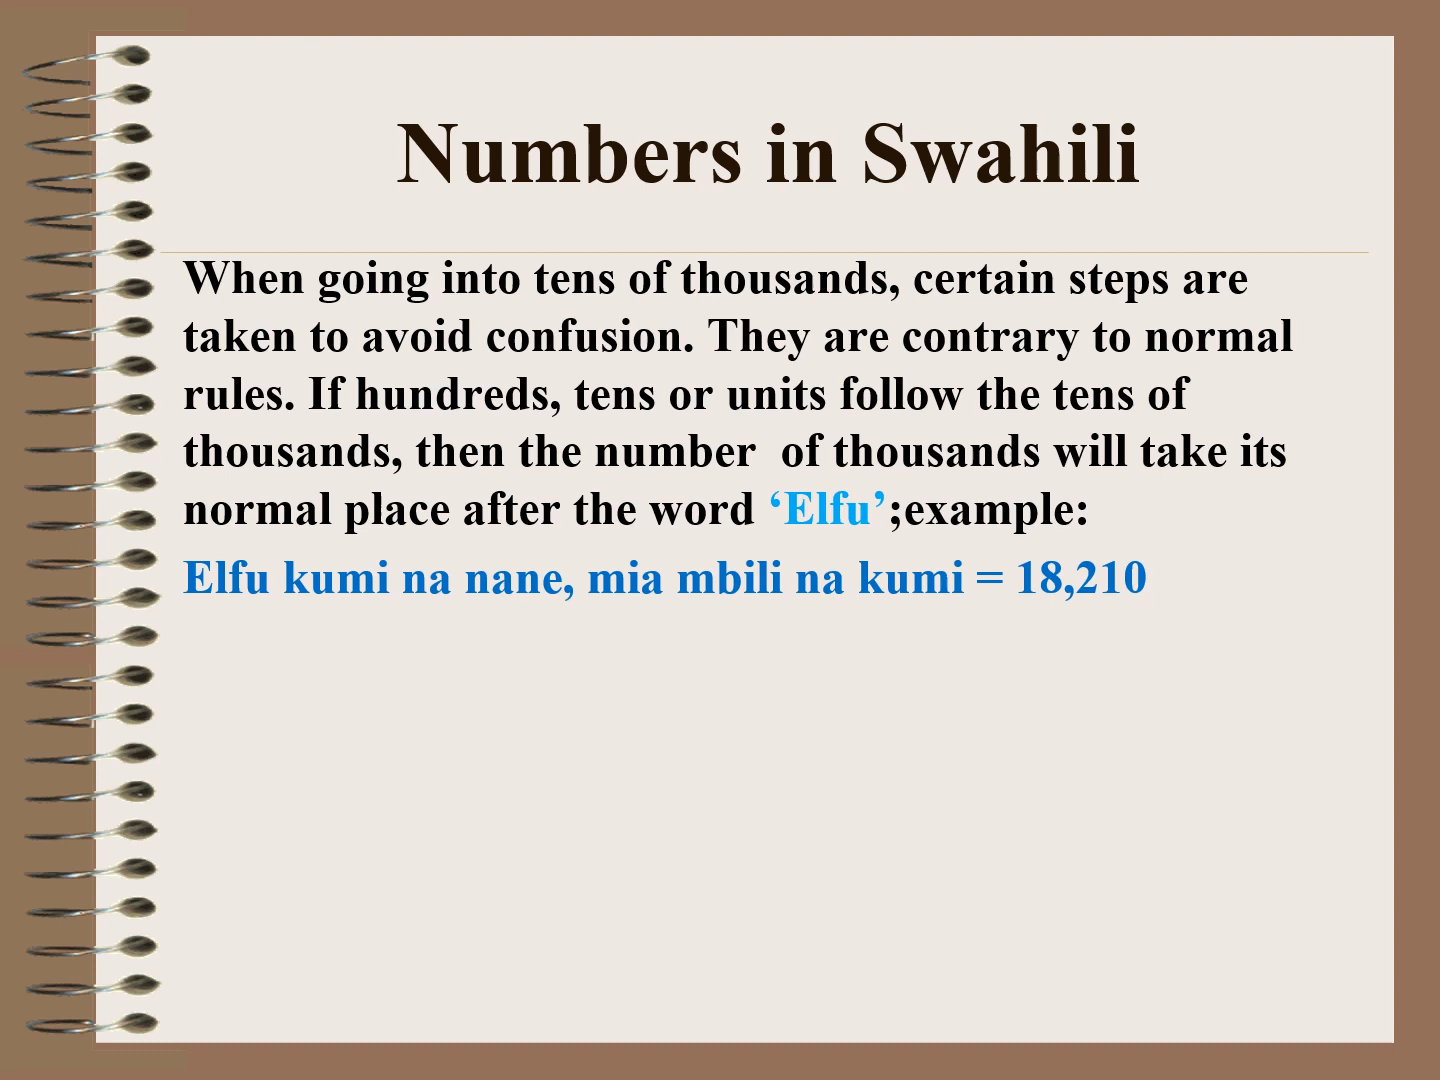 Numbers in Swahili
When going into tens of thousands, certain steps are
taken to avoid confusion. They are contrary to normal
rules. If hundreds, tens or units follow the tens of
thousands, then the number  of thousands will take its
normal place after the word ‘Elfu’;example:
Elfu kumi na nane, mia mbili na kumi = 18,210